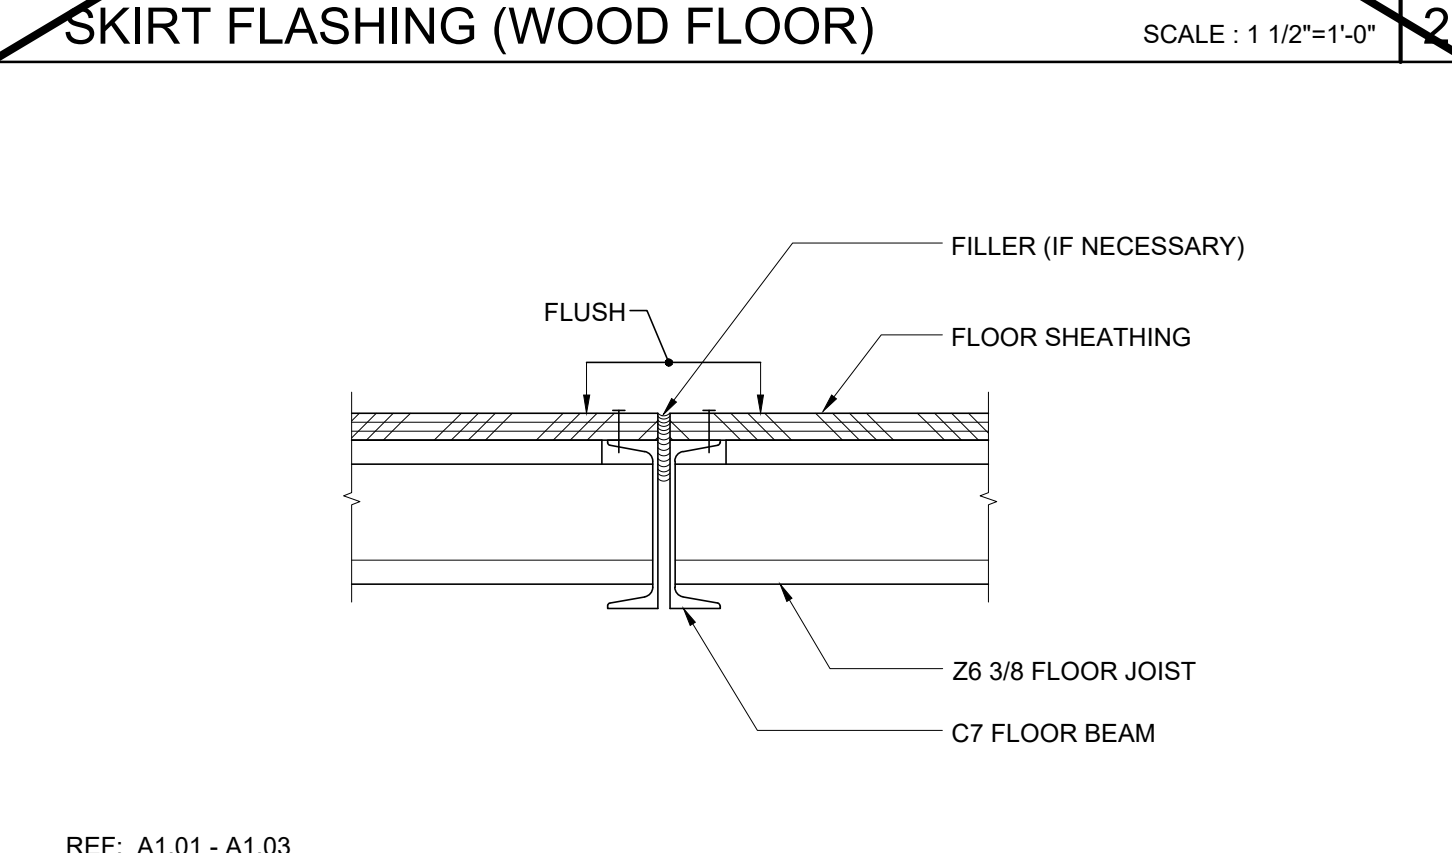 SKIRT FLASHING (WOOD FLOOR)
SCALE : 1 1/2"=1'-0"
2
FILLER (IF NECESSARY)
FLUSH
FLOOR SHEATHING
Z6 3/8 FLOOR JOIST
C7 FLOOR BEAM
REF: A1.01 - A1.03